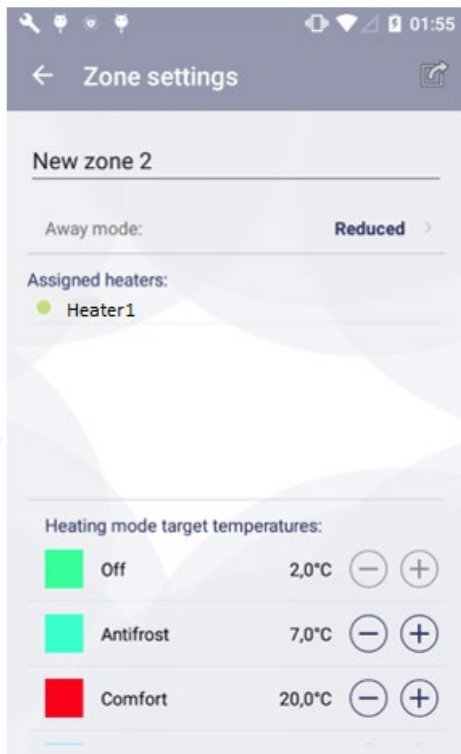 01:55
Zone settings
New zone 2
Away mode: Reduced
Assigned heaters:
Heater1
Heating mode target temperatures:
Off 2,0°C
Antifrost 7,0°C
Comfort 20,0°C